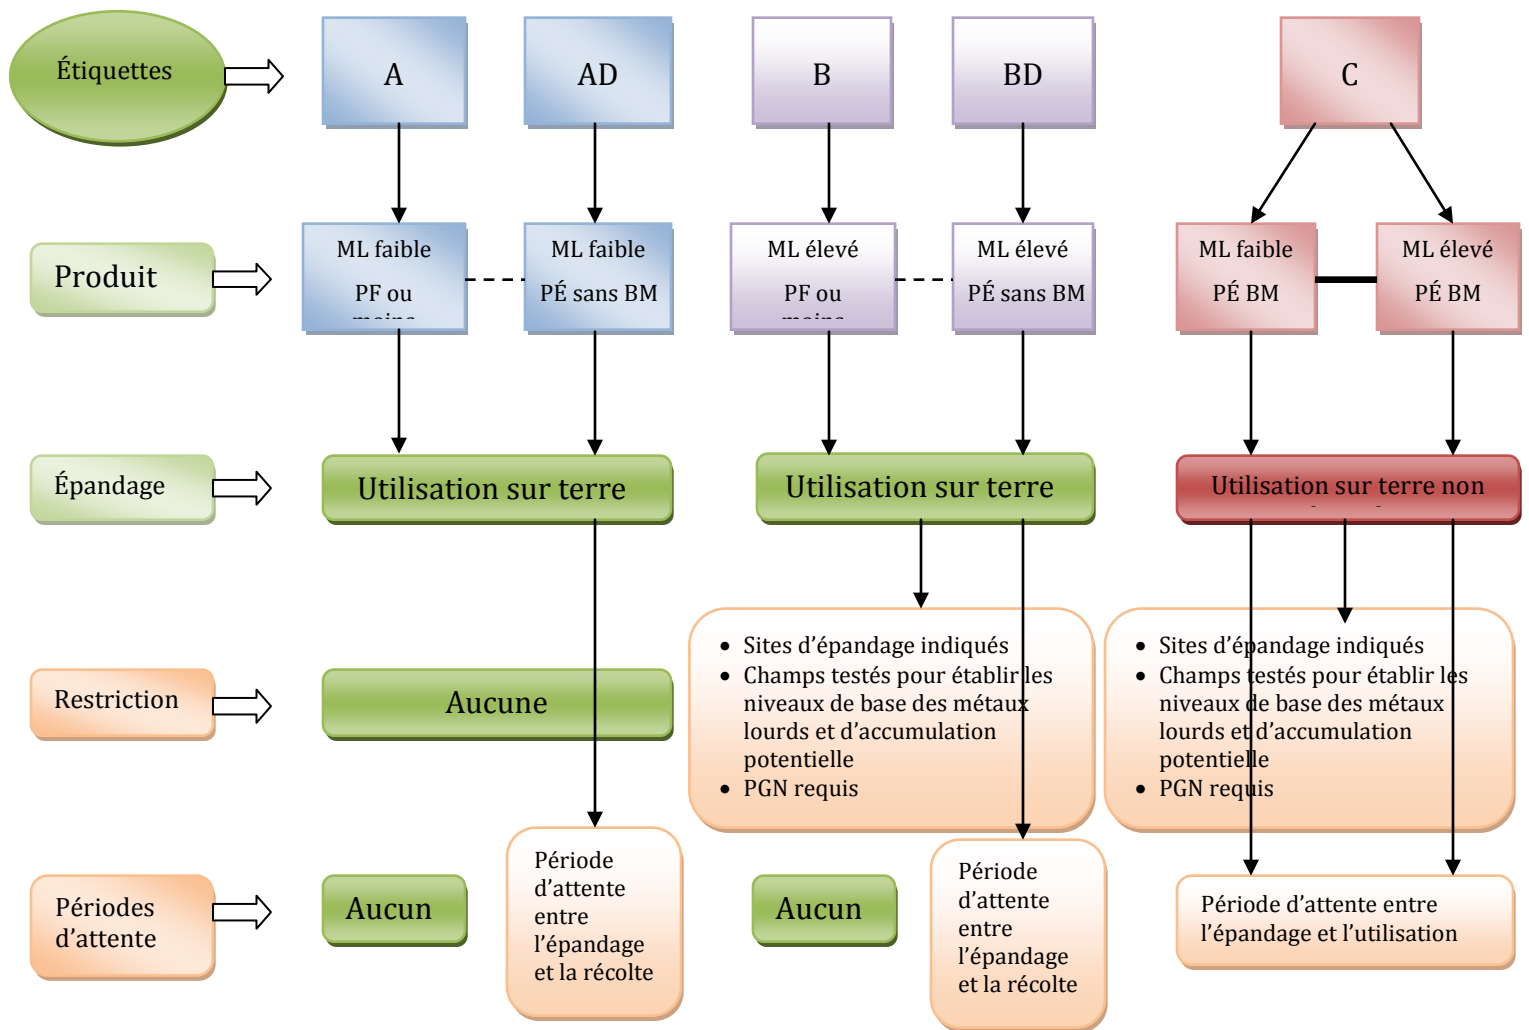 Étiquettes
A
AD
B
BD
C
Produit
ML faible
PF ou
ML faible
PÉ sans BM
ML élevé
PF ou
ML élevé
PÉ sans BM
ML faible
PÉ BM
ML élevé
PÉ BM
Épandage
Utilisation sur terre
Utilisation sur terre
Utilisation sur terre non
Restriction
Aucune
• Sites d'épandage indiqués
• Champs testés pour établir les
niveaux de base des métaux
lourds et d'accumulation
potentielle
• PGN requis
• Sites d'épandage indiqués
• Champs testés pour établir les
niveaux de base des métaux
lourds et d'accumulation
potentielle
• PGN requis
Périodes
d'attente
Aucun
Période
d'attente
entre
l'épandage
et la récolte
Aucun
Période
d'attente
entre
l'épandage
et la récolte
Période d'attente entre
l'épandage et l'utilisation